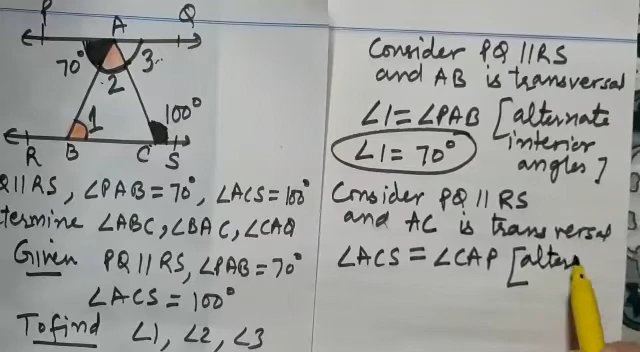 P A Q
70° 3
2
1 100°
R B C S
Q||RS, ∠PAB=70°, ∠ACS=100°
termine ∠ABC, ∠BAC, ∠CAQ
Given PQ||RS, ∠PAB=70°
∠ACS=100°
To find ∠1, ∠2, ∠3
Consider PQ||RS
and AB is transversal
∠1=∠PAB [alternate
interior
angles]
∠1=70°
Consider PQ||RS
and AC is transversal
∠ACS=∠CAP [altern